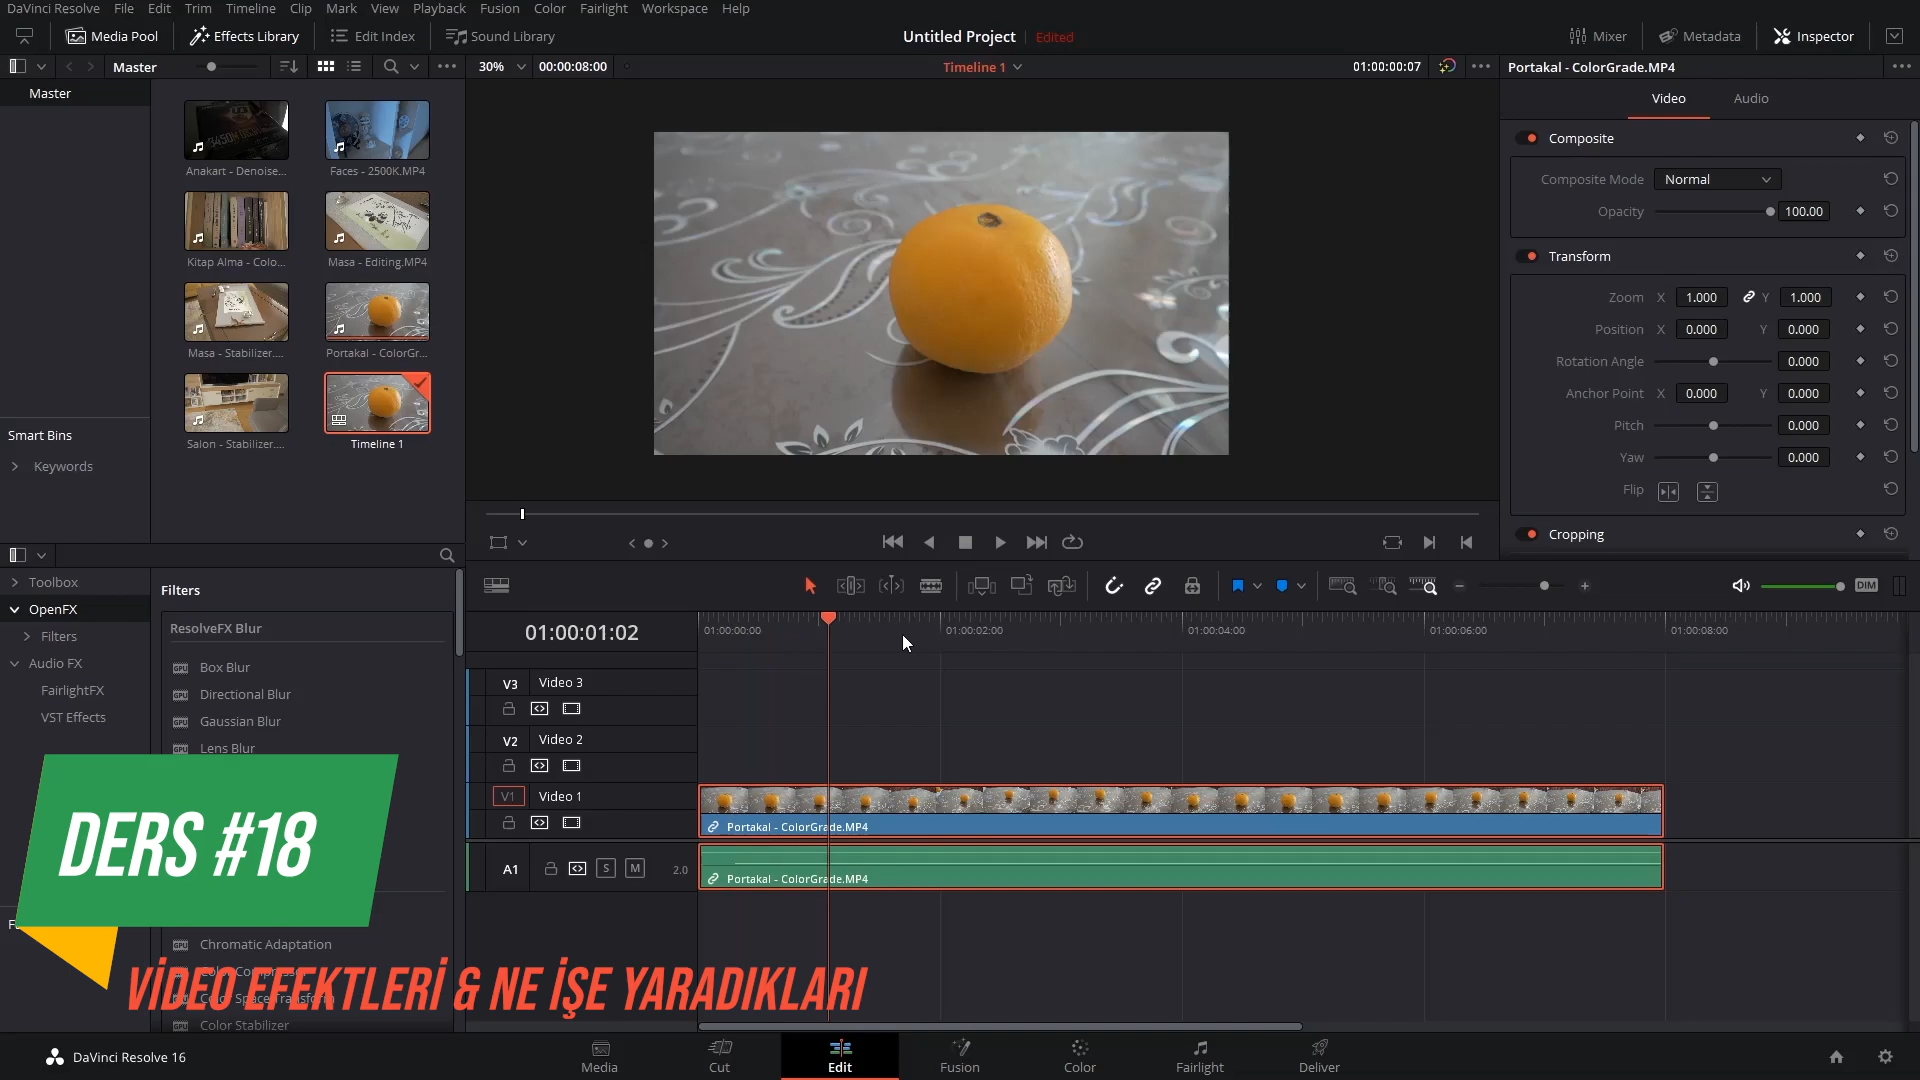 DaVinci Resolve File Edit Trim Timeline Clip Mark View Playback Fusion Color Fairlight Workspace Help
Media Pool Effects Library Edit Index Sound Library Untitled Project Edited Mixer Metadata Inspector
Master 30% 00:00:08:00 Timeline 1 01:00:00:07 Portakal - ColorGrade.MP4
Master
Video Audio
Anakart - Denoise...
Faces - 2500K.MP4
Kitap Alma - Colo...
Masa - Editing.MP4
Masa - Stabilizer....
Portakal - ColorGr...
Salon - Stabilizer....
Timeline 1
Smart Bins
Keywords
Composite
Composite Mode Normal
Opacity 100.00
Transform
Zoom X 1.000 Y 1.000
Position X 0.000 Y 0.000
Rotation Angle 0.000
Anchor Point X 0.000 Y 0.000
Pitch 0.000
Yaw 0.000
Flip
Cropping
Toolbox
OpenFX
Filters
Audio FX
FairlightFX
VST Effects
Filters
ResolveFX Blur
Box Blur
Directional Blur
Gaussian Blur
Lens Blur
Chromatic Adaptation
Color Space Transform
Color Stabilizer
DIM
01:00:01:02
01:00:00:00 01:00:02:00 01:00:04:00 01:00:06:00 01:00:08:00
V3 Video 3
V2 Video 2
V1 Video 1
Portakal - ColorGrade.MP4
A1 S M 2.0
Portakal - ColorGrade.MP4
DERS #18
VİDEO EFEKTLERİ & NE İŞE YARADIKLARI
DaVinci Resolve 16
Media Cut Edit Fusion Color Fairlight Deliver